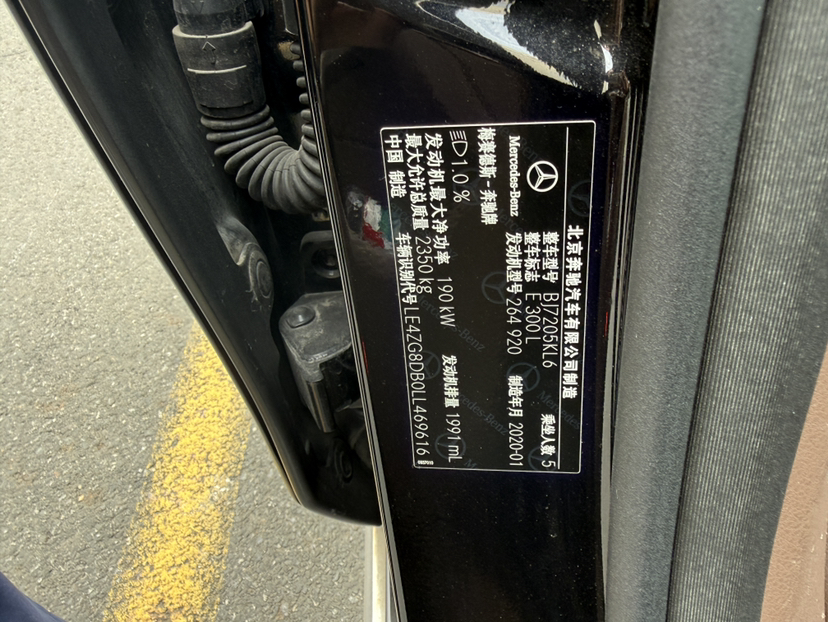 北京奔驰汽车有限公司制造
Mercedes-Benz
整车型号 BJ7205KL6 乘坐人数 5
整车标志 E 300 L
发动机型号 264 920 制造年月 2020-01
梅赛德斯-奔驰牌
1.0 %
发动机最大净功率 190 kW 发动机排量 1991 mL
最大允许总质量 2350 kg
中国 制造 车辆识别代号 LE4ZG8DB0LL469616